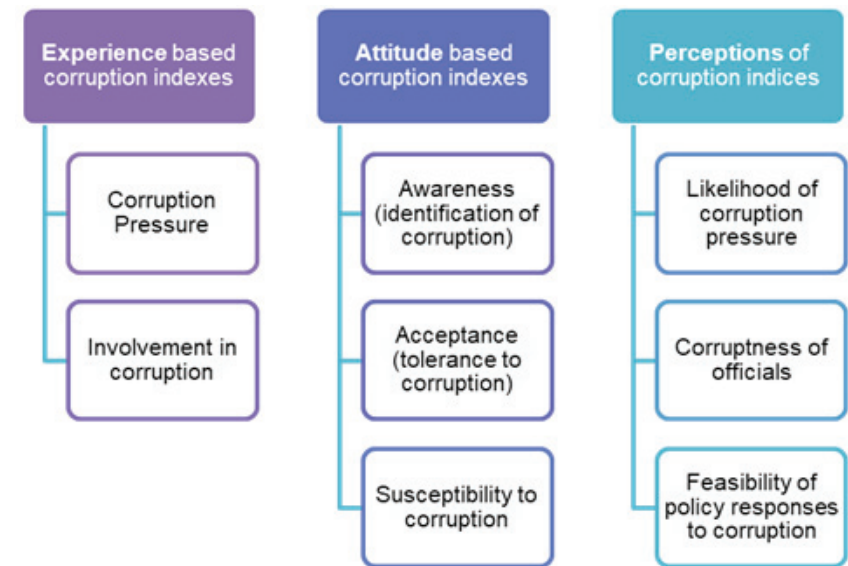 Experience based
corruption indexes
Corruption
Pressure
Involvement in
corruption
Attitude based
corruption indexes
Awareness
(identification of
corruption)
Acceptance
(tolerance to
corruption)
Susceptibility to
corruption
Perceptions of
corruption indices
Likelihood of
corruption
pressure
Corruptness of
officials
Feasibility of
policy responses
to corruption